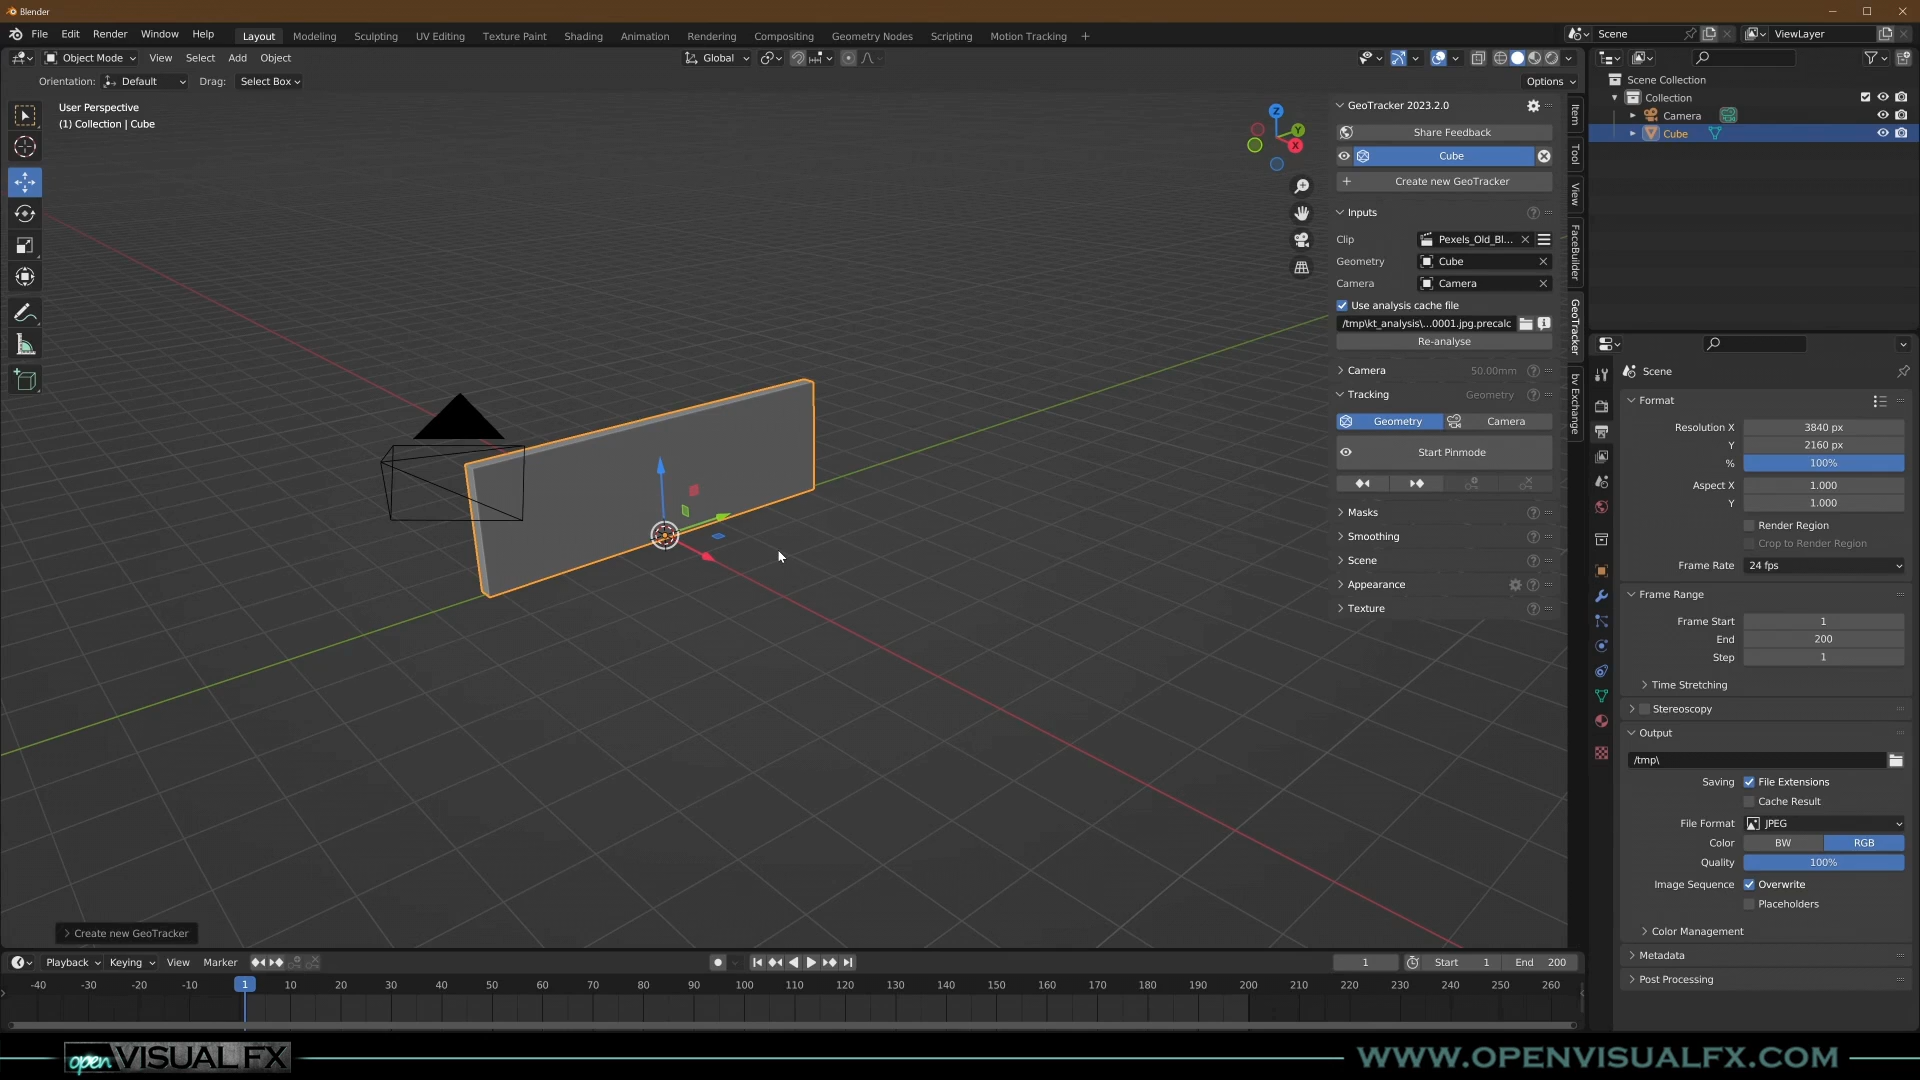 Blender
File Edit Render Window Help Layout Modeling Sculpting UV Editing Texture Paint Shading Animation Rendering Compositing Geometry Nodes Scripting Motion Tracking + Scene ViewLayer
Object Mode View Select Add Object Global
Orientation: Default Drag: Select Box Options
User Perspective
(1) Collection | Cube
Z
Y
X
GeoTracker 2023.2.0
Share Feedback
Cube
+ Create new GeoTracker
Inputs
Clip Pexels_Old_Bl...
Geometry Cube
Camera Camera
Use analysis cache file
/tmp\kt_analysis\...0001.jpg.precalc
Re-analyse
Camera 50.00mm
Tracking Geometry
Geometry Camera
Start Pinmode
Masks
Smoothing
Scene
Appearance
Texture
Item
Tool
View
FaceBuilder
GeoTracker
bv Exchange
Scene Collection
Collection
Camera
Cube
Scene
Format
Resolution X 3840 px
Y 2160 px
% 100%
Aspect X 1.000
Y 1.000
Render Region
Crop to Render Region
Frame Rate 24 fps
Frame Range
Frame Start 1
End 200
Step 1
Time Stretching
Stereoscopy
Output
/tmp\
Saving File Extensions
Cache Result
File Format JPEG
Color BW RGB
Quality 100%
Image Sequence Overwrite
Placeholders
Color Management
Metadata
Post Processing
Create new GeoTracker
Playback Keying View Marker 1 Start 1 End 200
-40 -30 -20 -10 1 10 20 30 40 50 60 70 80 90 100 110 120 130 140 150 160 170 180 190 200 210 220 230 240 250 260
open VISUALFX
WWW.OPENVISUALFX.COM